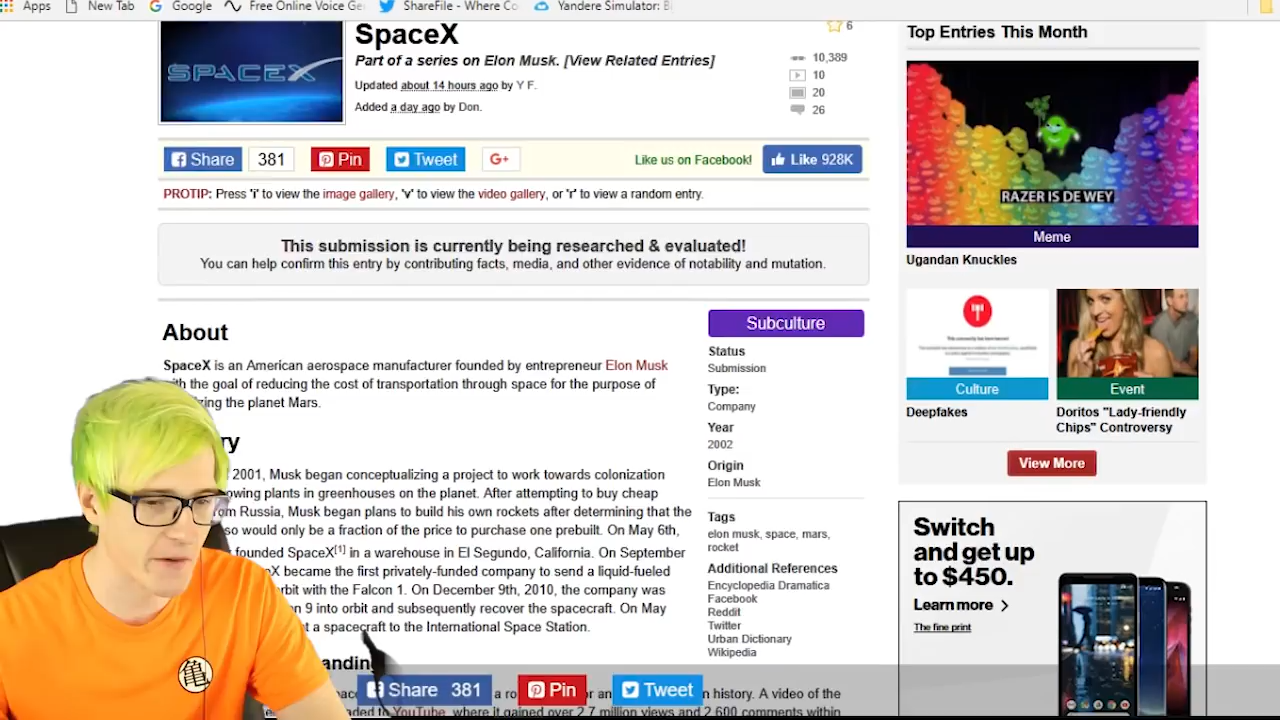 Apps New Tab Google Free Online Voice Ge ShareFile - Where Co Yandere Simulator:
SpaceX
Part of a series on Elon Musk. [View Related Entries]
Updated about 14 hours ago by Y F.
Added a day ago by Don.
6
10,389
10
20
26
SPACEX
Share 381 Pin Tweet G+ Like us on Facebook! Like 928K
PROTIP: Press 'i' to view the image gallery, 'v' to view the video gallery, or 'r' to view a random entry.
This submission is currently being researched & evaluated!
You can help confirm this entry by contributing facts, media, and other evidence of notability and mutation.
About
SpaceX is an American aerospace manufacturer founded by entrepreneur Elon Musk
the goal of reducing the cost of transportation through space for the purpose of
the planet Mars.
ry
2001, Musk began conceptualizing a project to work towards colonization
plants in greenhouses on the planet. After attempting to buy cheap
Russia, Musk began plans to build his own rockets after determining that the
so would only be a fraction of the price to purchase one prebuilt. On May 6th,
founded SpaceX[1] in a warehouse in El Segundo, California. On September
became the first privately-funded company to send a liquid-fueled
orbit with the Falcon 1. On December 9th, 2010, the company was
9 into orbit and subsequently recover the spacecraft. On May
a spacecraft to the International Space Station.
anding
history. A video of the
YouTube, where it gained over 2.7 million views and 2,600 comments within
Subculture
Status
Submission
Type:
Company
Year
2002
Origin
Elon Musk
Tags
elon musk, space, mars,
rocket
Additional References
Encyclopedia Dramatica
Facebook
Reddit
Twitter
Urban Dictionary
Wikipedia
Top Entries This Month
RAZER IS DE WEY
Meme
Ugandan Knuckles
Culture
Deepfakes
Event
Doritos "Lady-friendly
Chips" Controversy
View More
Switch
and get up
to $450.
Learn more
The fine print
亀
Share 381 Pin Tweet